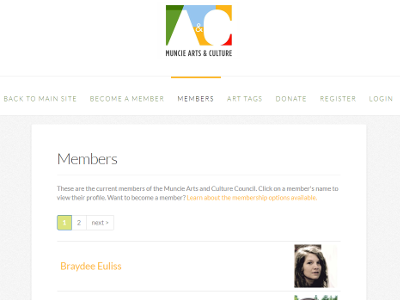 A&C
MUNCIE ARTS & CULTURE
BACK TO MAIN SITE BECOME A MEMBER MEMBERS ART TAGS DONATE REGISTER LOGIN
Members
These are the current members of the Muncie Arts and Culture Council. Click on a member's name to
view their profile. Want to become a member? Learn about the membership options available.
1 2 next »
Braydee Euliss